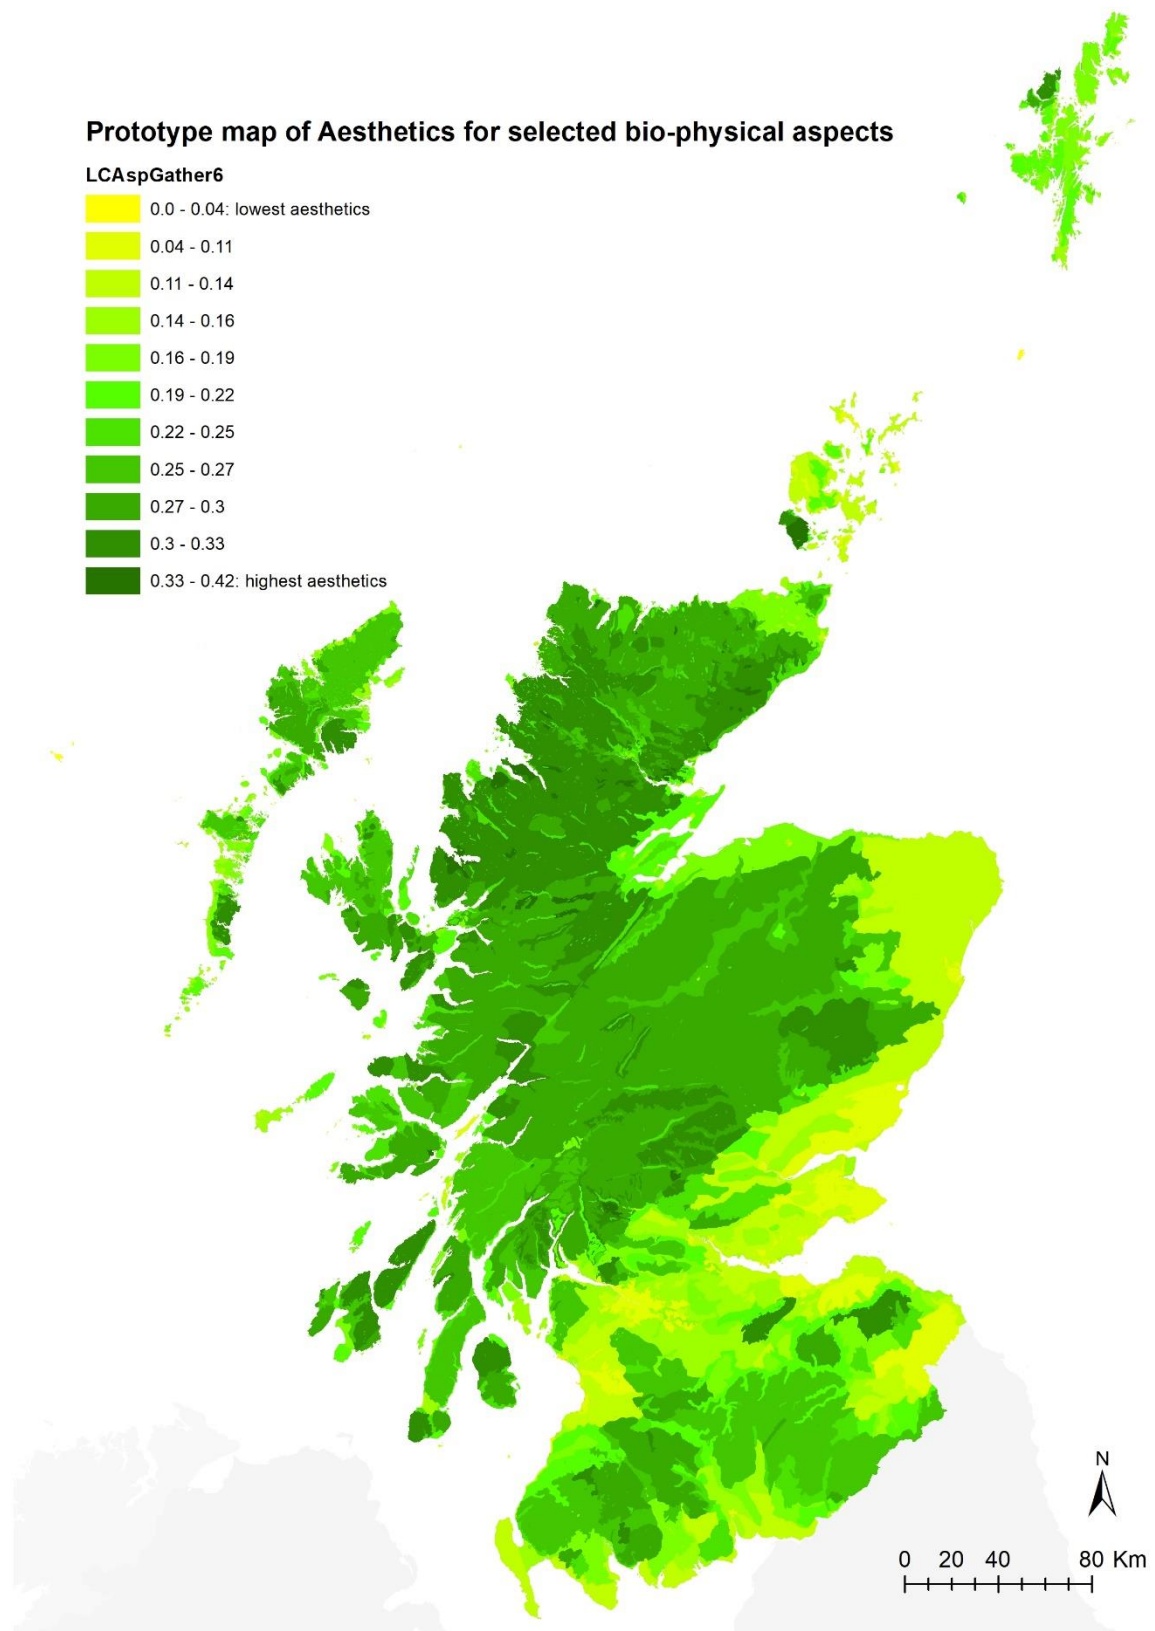 Prototype map of Aesthetics for selected bio-physical aspects
LCAspGather6
0.0 - 0.04: lowest aesthetics
0.04 - 0.11
0.11 - 0.14
0.14 - 0.16
0.16 - 0.19
0.19 - 0.22
0.22 - 0.25
0.25 - 0.27
0.27 - 0.3
0.3 - 0.33
0.33 - 0.42: highest aesthetics
N
0 20 40 80 Km